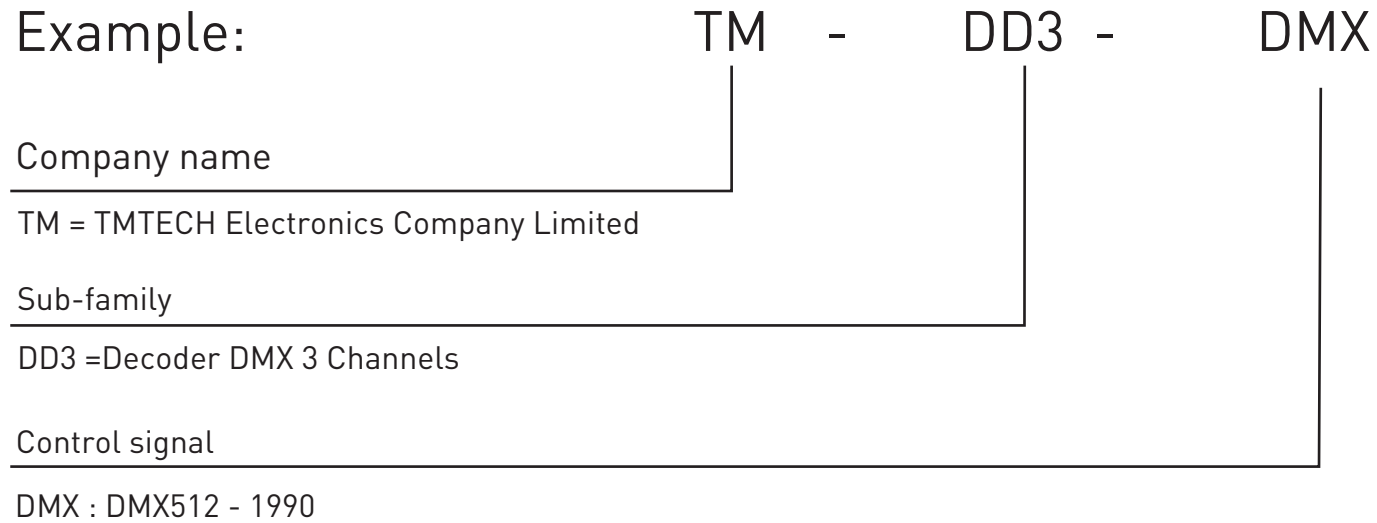 Example: TM - DD3 - DMX
Company name
TM = TMTECH Electronics Company Limited
Sub-family
DD3 =Decoder DMX 3 Channels
Control signal
DMX : DMX512 - 1990